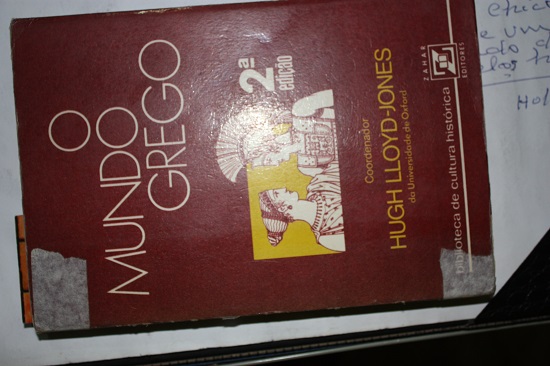 O
MUNDO
GREGO
2ª
edição
Coordenador
HUGH LLOYD-JONES
da Universidade de Oxford
biblioteca de cultura histórica
ZAHAR
EDITORES